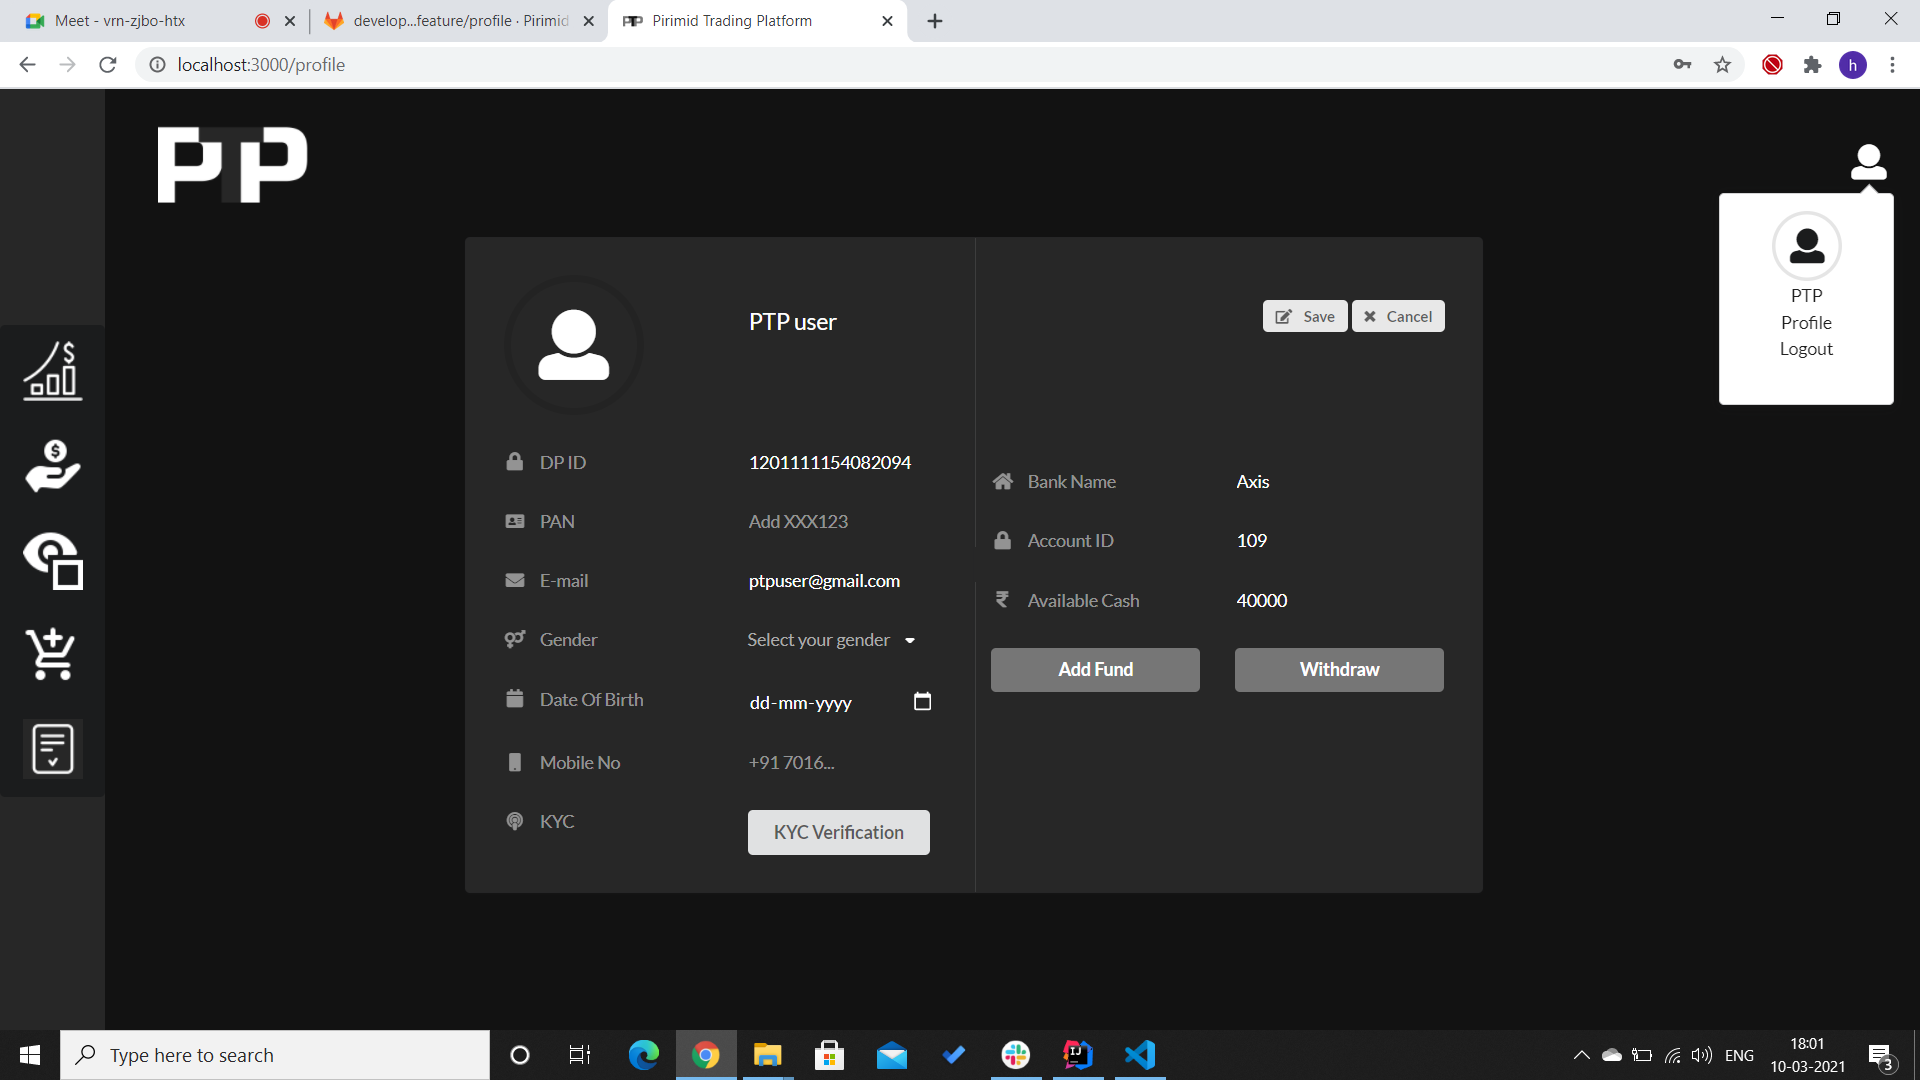 Meet - vrn-zjbo-htx
develop...feature/profile · Pirimid
Pirimid Trading Platform
localhost:3000/profile
h
PTP
PTP
Profile
Logout
PTP user
Save
Cancel
DP ID
1201111154082094
PAN
Add XXX123
E-mail
ptpuser@gmail.com
Gender
Select your gender
Date Of Birth
dd-mm-yyyy
Mobile No
+91 7016...
KYC
KYC Verification
Bank Name
Axis
Account ID
109
Available Cash
40000
Add Fund
Withdraw
Type here to search
ENG
18:01
10-03-2021
3